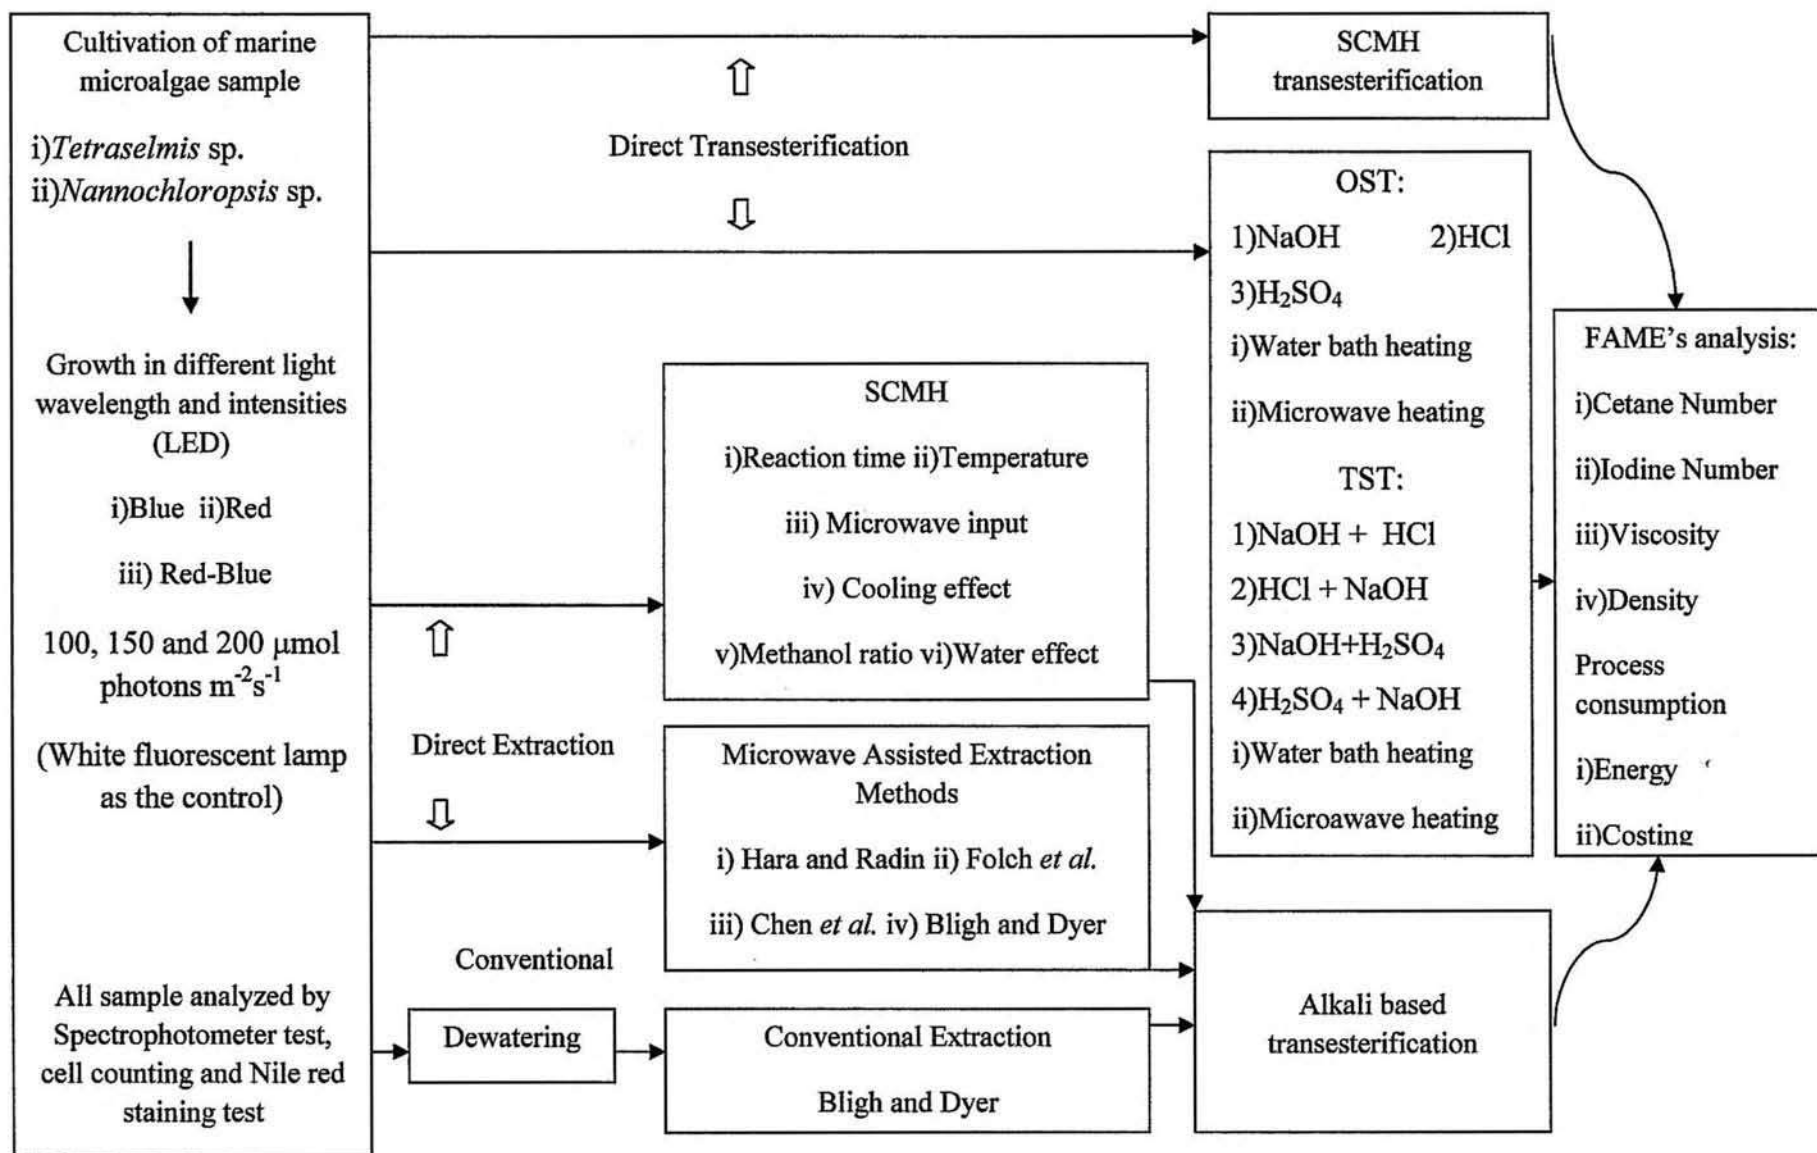 Cultivation of marine
microalgae sample
i)Tetraselmis sp.
ii)Nannochloropsis sp.
Growth in different light
wavelength and intensities
(LED)
i)Blue ii)Red
iii) Red-Blue
100, 150 and 200 µmol
photons m⁻²s⁻¹
(White fluorescent lamp
as the control)
All sample analyzed by
Spectrophotometer test,
cell counting and Nile red
staining test
Direct Transesterification
Direct Extraction
Conventional
Dewatering
SCMH
i)Reaction time ii)Temperature
iii) Microwave input
iv) Cooling effect
v)Methanol ratio vi)Water effect
Microwave Assisted Extraction
Methods
i) Hara and Radin ii) Folch et al.
iii) Chen et al. iv) Bligh and Dyer
Conventional Extraction
Bligh and Dyer
SCMH
transesterification
OST:
1)NaOH 2)HCl
3)H₂SO₄
i)Water bath heating
ii)Microwave heating
TST:
1)NaOH + HCl
2)HCl + NaOH
3)NaOH+H₂SO₄
4)H₂SO₄ + NaOH
i)Water bath heating
ii)Microawave heating
Alkali based
transesterification
FAME's analysis:
i)Cetane Number
ii)Iodine Number
iii)Viscosity
iv)Density
Process
consumption
i)Energy
ii)Costing